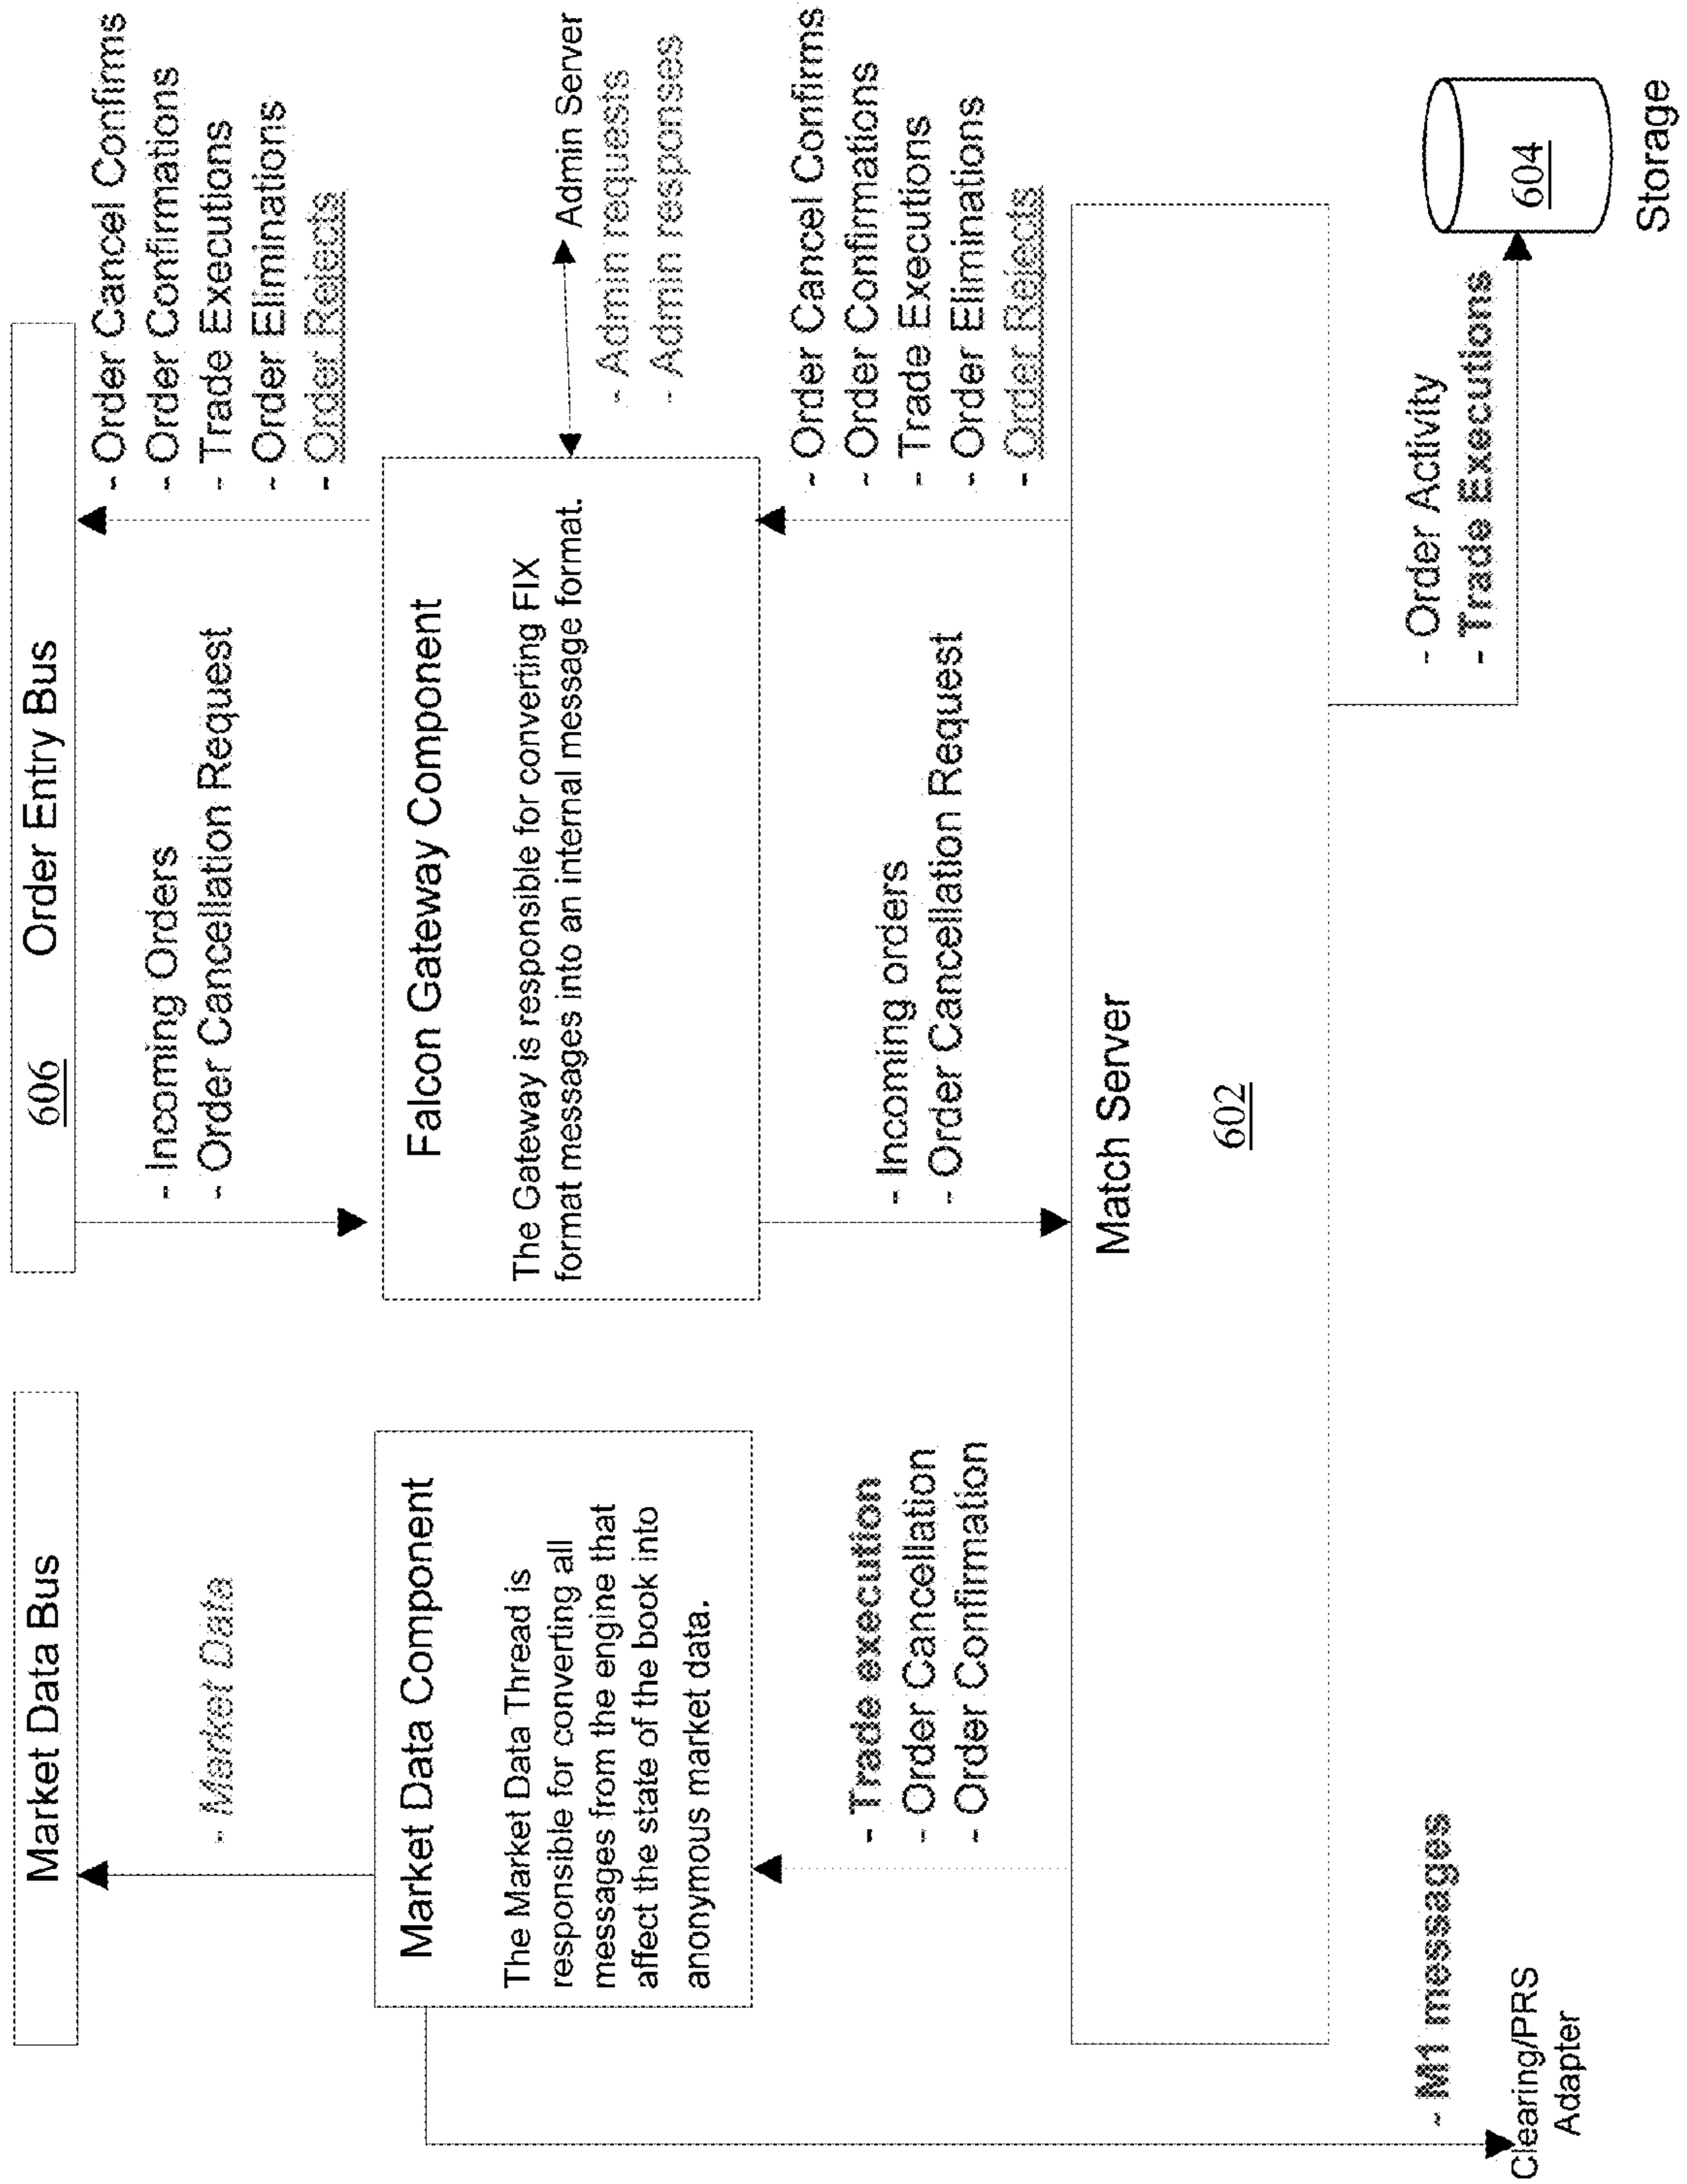 Market Data Bus
606
Order Entry Bus
- Market Data
- Incoming Orders
- Order Cancellation Request
- Order Cancel Confirms
- Order Confirmations
- Trade Executions
- Order Eliminations
- Order Rejects
Market Data Component
The Market Data Thread is
responsible for converting all
messages from the engine that
affect the state of the book into
anonymous market data.
Falcon Gateway Component
The Gateway is responsible for converting FIX
format messages into an internal message format.
Admin Server
- Admin requests
- Admin responses
- Trade execution
- Order Cancellation
- Order Confirmation
- Incoming orders
- Order Cancellation Request
- Order Cancel Confirms
- Order Confirmations
- Trade Executions
- Order Eliminations
- Order Rejects
Match Server
602
- M1 messages
Clearing/PRS
Adapter
- Order Activity
- Trade Executions
604
Storage